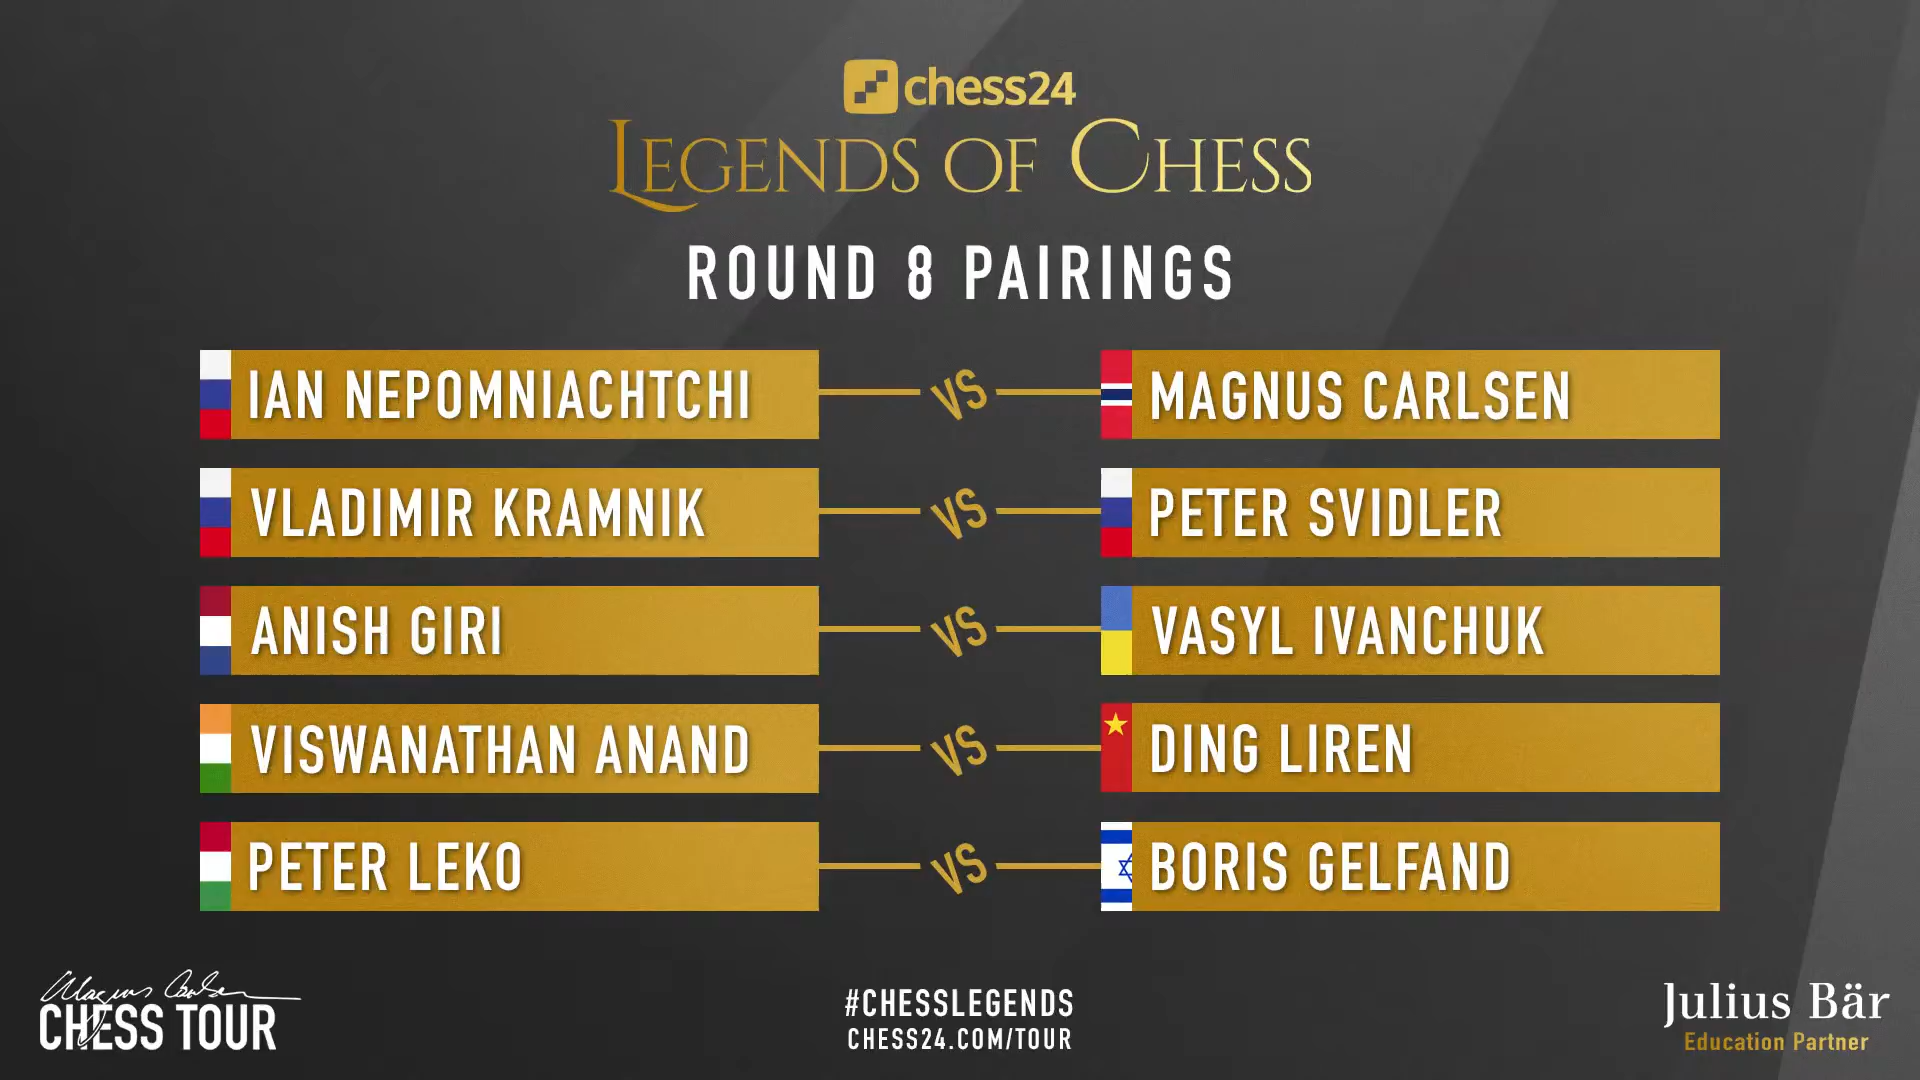 chess24
LEGENDS OF CHESS
ROUND 8 PAIRINGS
IAN NEPOMNIACHTCHI VS MAGNUS CARLSEN
VLADIMIR KRAMNIK VS PETER SVIDLER
ANISH GIRI VS VASYL IVANCHUK
VISWANATHAN ANAND VS DING LIREN
PETER LEKO VS BORIS GELFAND
Magnus Carlsen
CHESS TOUR
#CHESSLEGENDS
CHESS24.COM/TOUR
Julius Bär
Education Partner